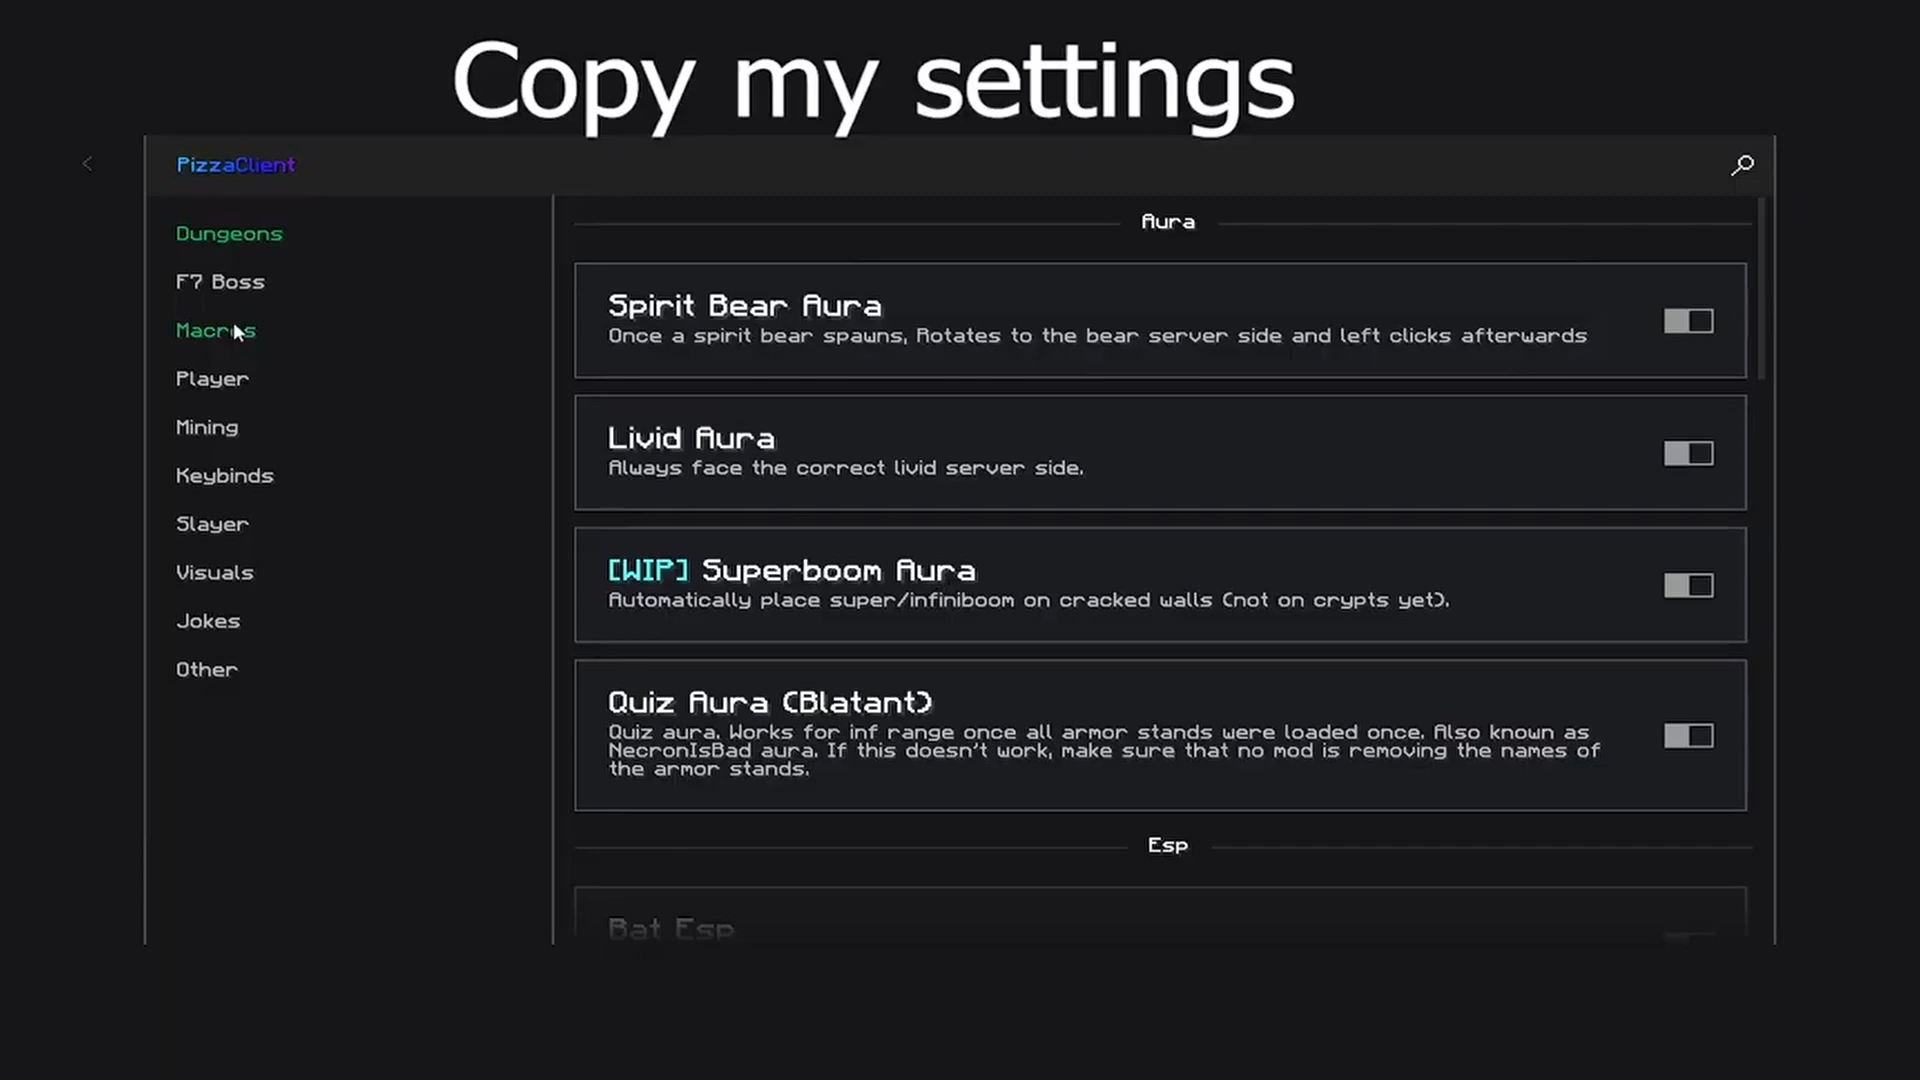 Copy my settings
<
PizzaClient
Dungeons
F7 Boss
Macros
Player
Mining
Keybinds
Slayer
Visuals
Jokes
Other
Aura
Spirit Bear Aura
Once a spirit bear spawns, Rotates to the bear server side and left clicks afterwards
Livid Aura
Always face the correct livid server side.
[WIP] Superboom Aura
Automatically place super/infiniboom on cracked walls (not on crypts yet).
Quiz Aura (Blatant)
Quiz aura. Works for inf range once all armor stands were loaded once. Also known as
NecronIsBad aura. If this doesn't work, make sure that no mod is removing the names of
the armor stands.
Esp
Bat Esp